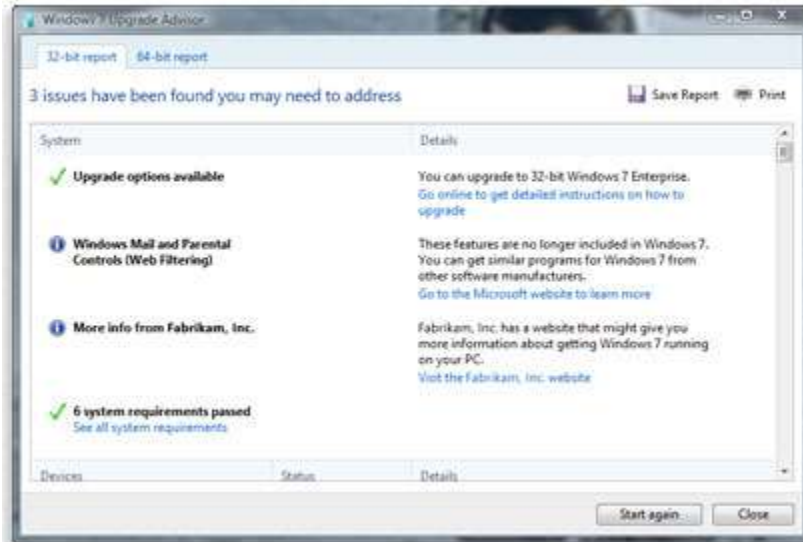 Windows 7 Upgrade Advisor
32-bit report
64-bit report
3 issues have been found you may need to address
Save Report
Print
System
Details
Upgrade options available
You can upgrade to 32-bit Windows 7 Enterprise.
Go online to get detailed instructions on how to
upgrade
Windows Mail and Parental
Controls (Web Filtering)
These features are no longer included in Windows 7.
You can get similar programs for Windows 7 from
other software manufacturers.
Go to the Microsoft website to learn more
More info from Fabrikam, Inc.
Fabrikam, Inc. has a website that might give you
more information about getting Windows 7 running
on your PC.
Visit the Fabrikam, Inc. website
6 system requirements passed
See all system requirements
Devices
Status
Details
Start again
Close